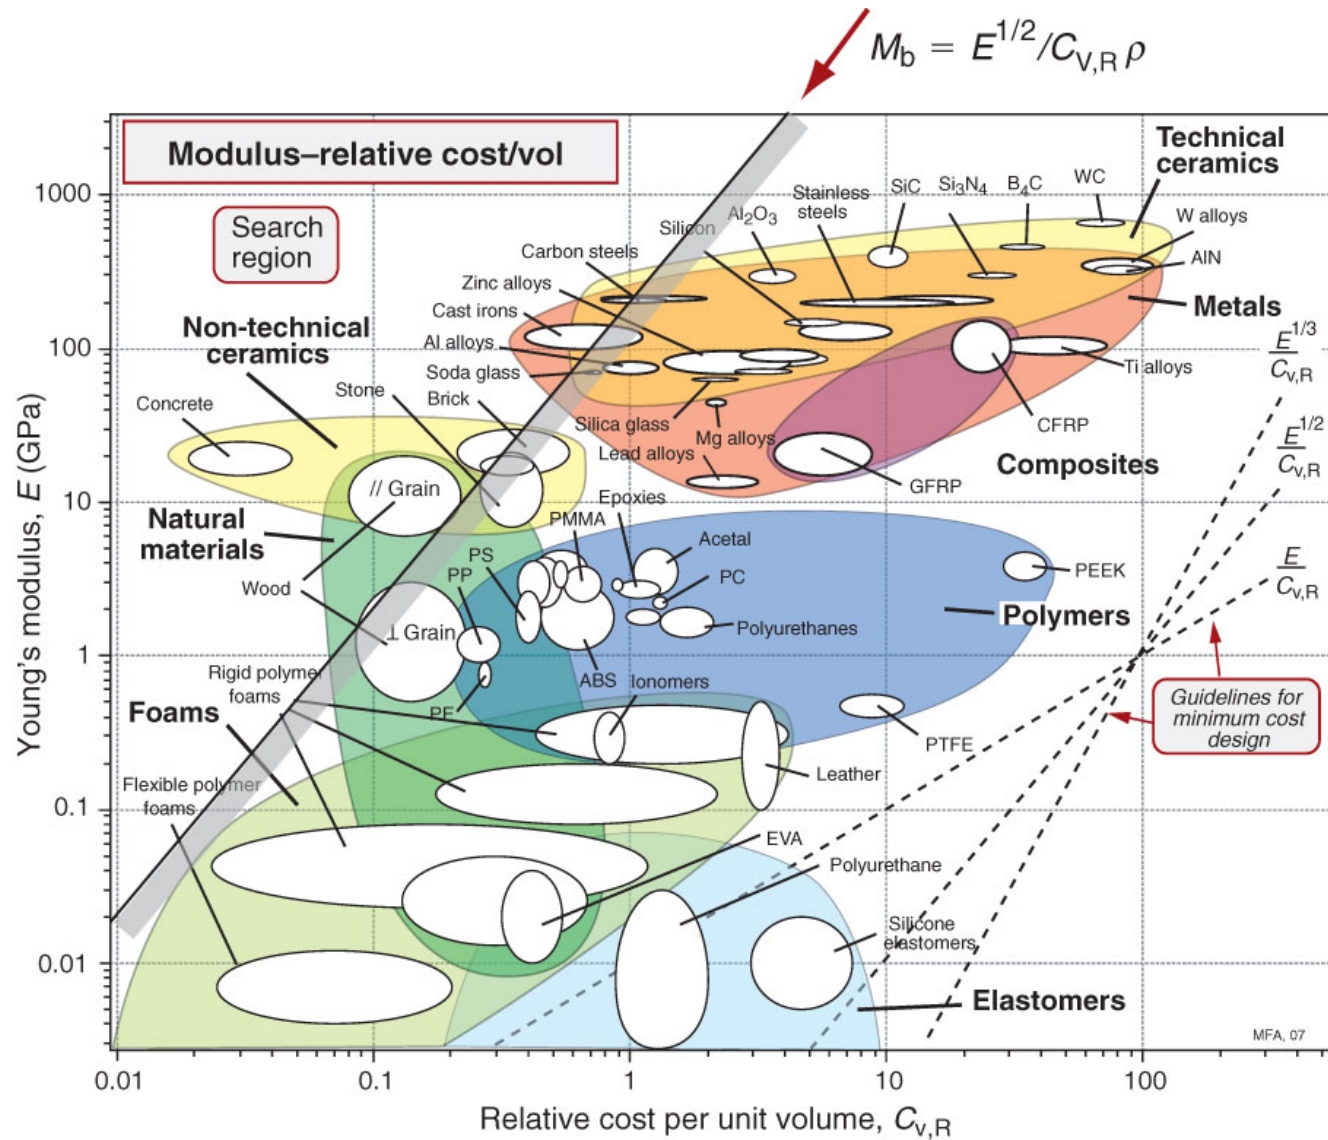 M_b = E^{1/2}/C_{V,R} ρ
Modulus–relative cost/vol
Search
region
Technical
ceramics
1000
WC
B4C
Si3N4
SiC
Stainless
steels
Al2O3
Silicon
W alloys
AlN
Carbon steels
Zinc alloys
Cast irons
Metals
Non-technical
ceramics
100
Al alloys
Soda glass
Ti alloys
E^{1/3}
C_{v,R}
Stone
Brick
Concrete
Silica glass
Mg alloys
CFRP
E^{1/2}
C_{v,R}
Lead alloys
Composites
GFRP
// Grain
10
Epoxies
Natural
materials
PMMA
Acetal
PS
PP
PC
PEEK
E
C_{v,R}
Wood
Polymers
⊥ Grain
Polyurethanes
1
Rigid polymer
foams
ABS
Ionomers
PE
Foams
Guidelines for
minimum cost
design
PTFE
Leather
Flexible polymer
foams
0.1
EVA
Polyurethane
Silicone
elastomers
0.01
Elastomers
MFA, 07
0.01
0.1
1
10
100
Young's modulus, E (GPa)
Relative cost per unit volume, C_{v,R}